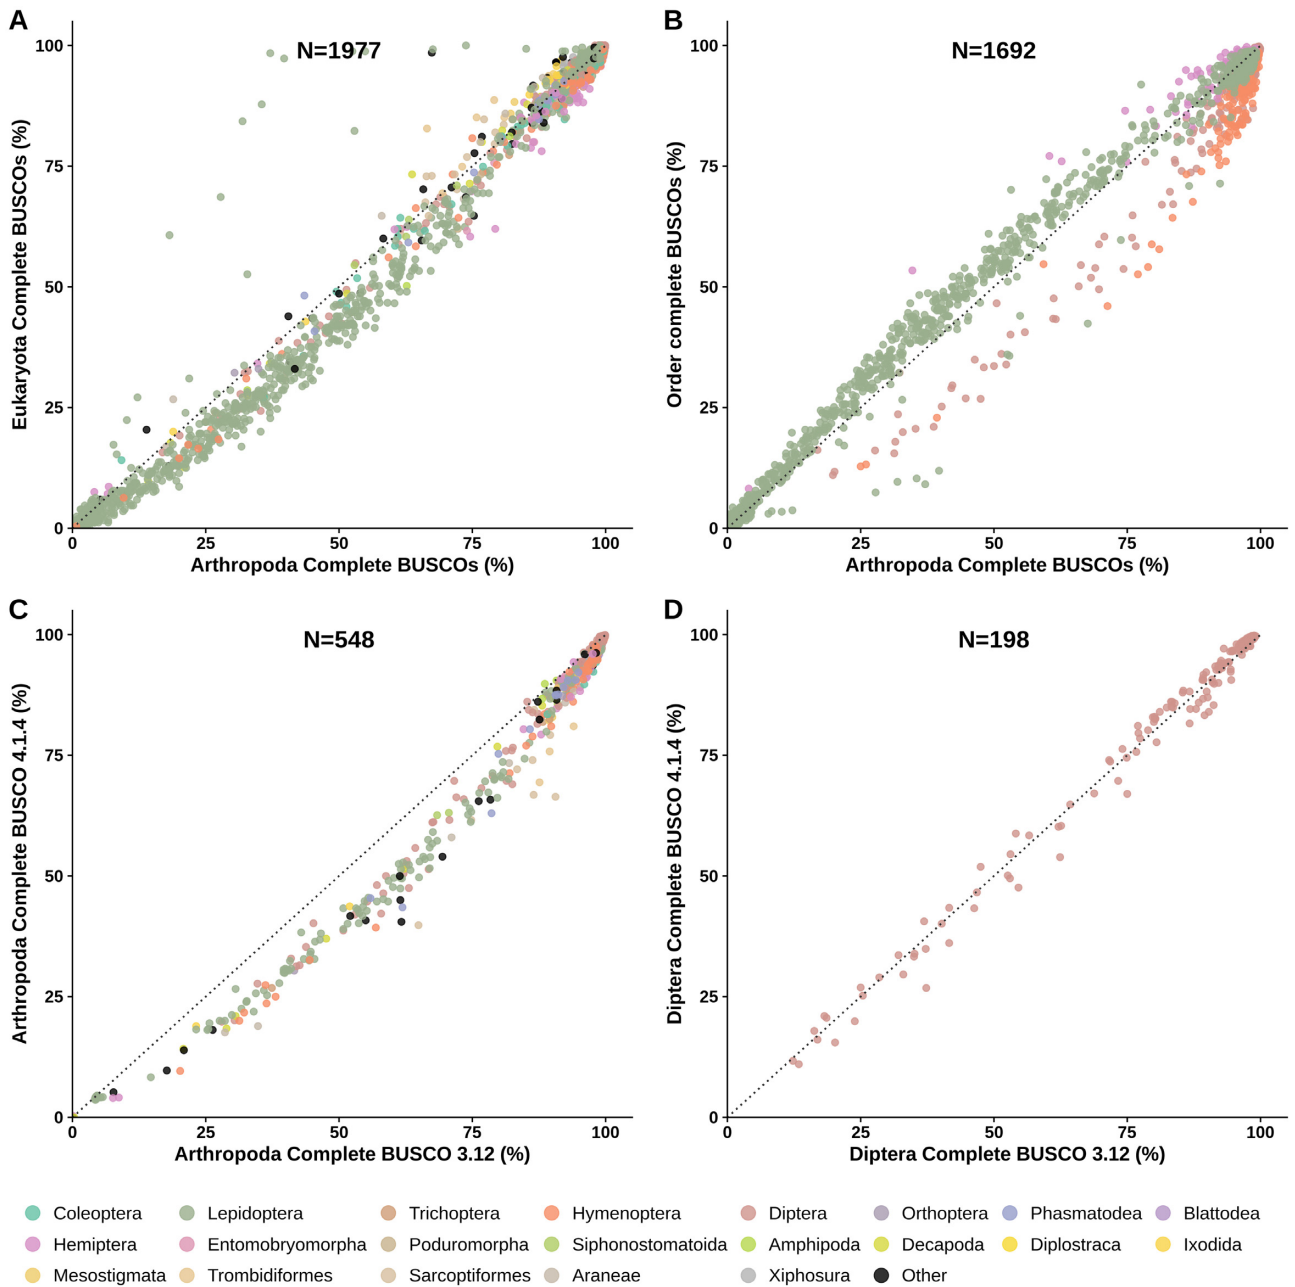 A
N=1977
Eukaryota Complete BUSCOs (%)
100
75
50
25
0
0 25 50 75 100
Arthropoda Complete BUSCOs (%)
B
N=1692
Order complete BUSCOs (%)
100
75
50
25
0
0 25 50 75 100
Arthropoda Complete BUSCOs (%)
C
N=548
Arthropoda Complete BUSCO 4.1.4 (%)
100
75
50
25
0
0 25 50 75 100
Arthropoda Complete BUSCO 3.12 (%)
D
N=198
Diptera Complete BUSCO 4.1.4 (%)
100
75
50
25
0
0 25 50 75 100
Diptera Complete BUSCO 3.12 (%)
Coleoptera Lepidoptera Trichoptera Hymenoptera Diptera Orthoptera Phasmatodea Blattodea
Hemiptera Entomobryomorpha Poduromorpha Siphonostomatoida Amphipoda Decapoda Diplostraca Ixodida
Mesostigmata Trombidiformes Sarcoptiformes Araneae Xiphosura Other